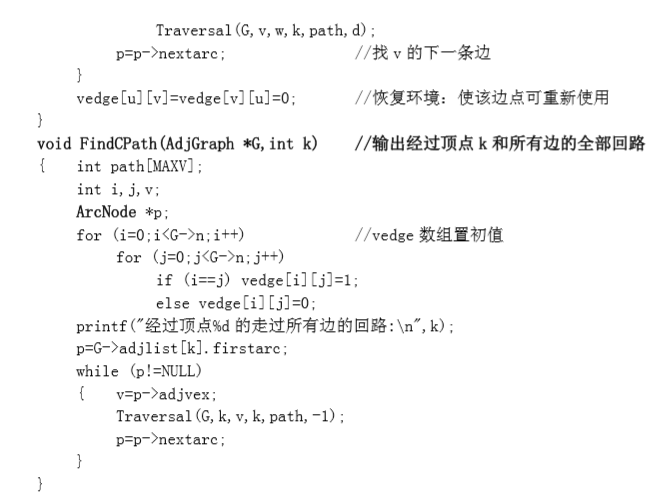 Traversal(G,v,w,k,path,d);
p=p->nextarc; //找 v 的下一条边
}
vedge[u][v]=vedge[v][u]=0; //恢复环境：使该边点可重新使用
}
void FindCPath(AdjGraph *G,int k) //输出经过顶点 k 和所有边的全部回路
{ int path[MAXV];
int i,j,v;
ArcNode *p;
for (i=0;i<G->n;i++) //vedge 数组置初值
for (j=0;j<G->n;j++)
if (i==j) vedge[i][j]=1;
else vedge[i][j]=0;
printf("经过顶点%d 的走过所有边的回路:\n",k);
p=G->adjlist[k].firstarc;
while (p!=NULL)
{ v=p->adjvex;
Traversal(G,k,v,k,path,-1);
p=p->nextarc;
}
}